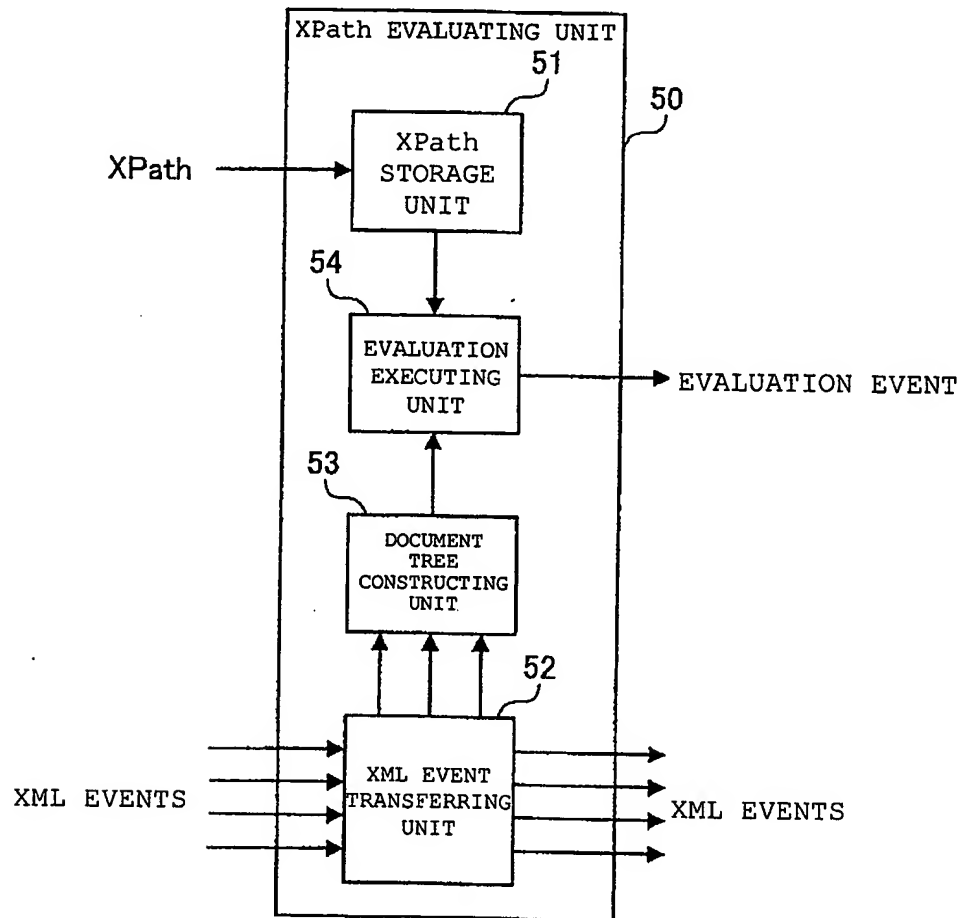 XPath EVALUATING UNIT
51
50
XPath
XPath
STORAGE
UNIT
54
EVALUATION
EXECUTING
UNIT
EVALUATION EVENT
53
DOCUMENT
TREE
CONSTRUCTING
UNIT
52
XML EVENTS
XML EVENT
TRANSFERRING
UNIT
XML EVENTS